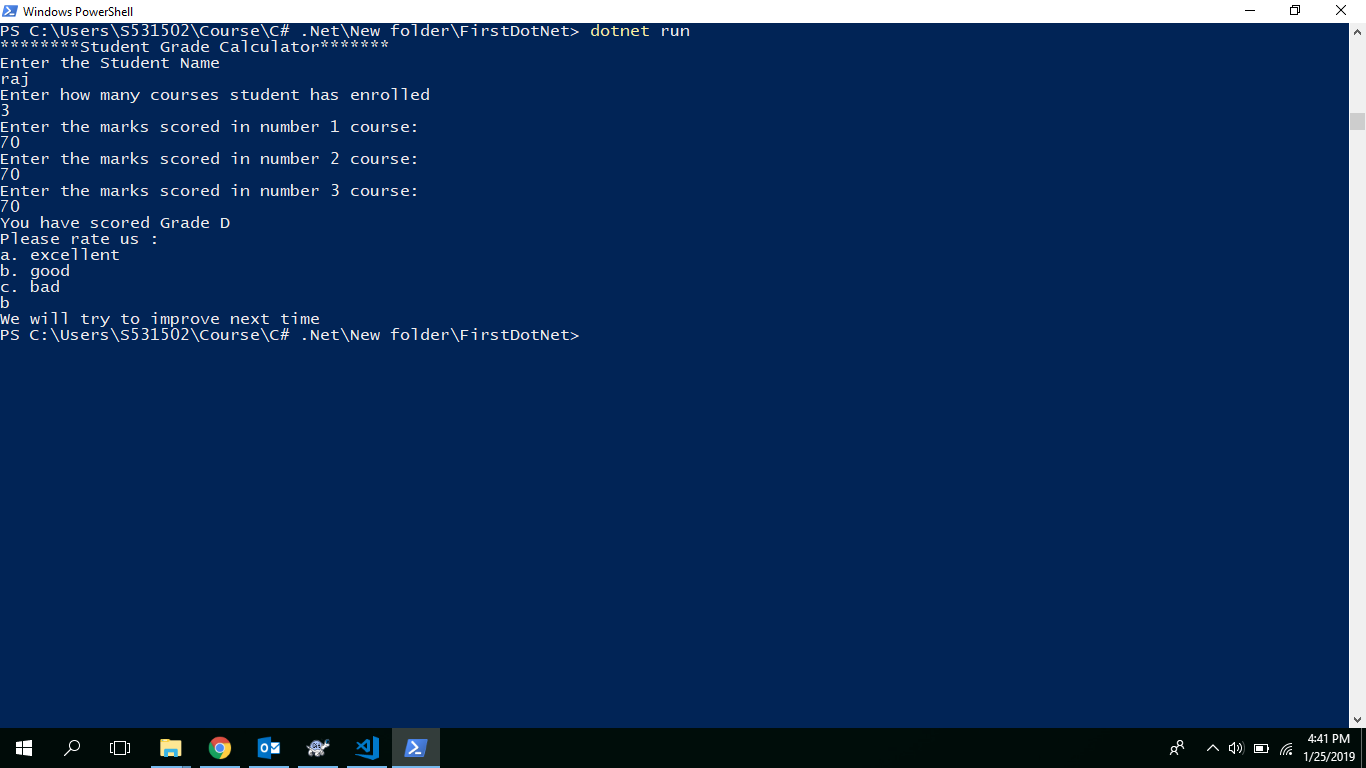 Windows PowerShell
PS C:\Users\S531502\Course\C# .Net\New folder\FirstDotNet> dotnet run
********Student Grade Calculator*******
Enter the Student Name
raj
Enter how many courses student has enrolled
3
Enter the marks scored in number 1 course:
70
Enter the marks scored in number 2 course:
70
Enter the marks scored in number 3 course:
70
You have scored Grade D
Please rate us :
a. excellent
b. good
c. bad
b
We will try to improve next time
PS C:\Users\S531502\Course\C# .Net\New folder\FirstDotNet>
4:41 PM
1/25/2019